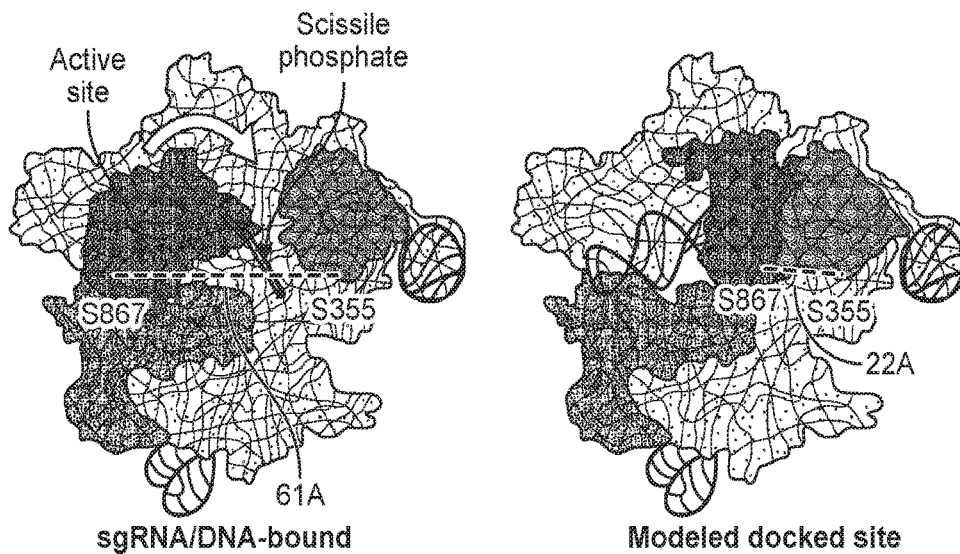 Active
site
Scissile
phosphate
S867
S355
61A
sgRNA/DNA-bound
S867
S355
22A
Modeled docked site